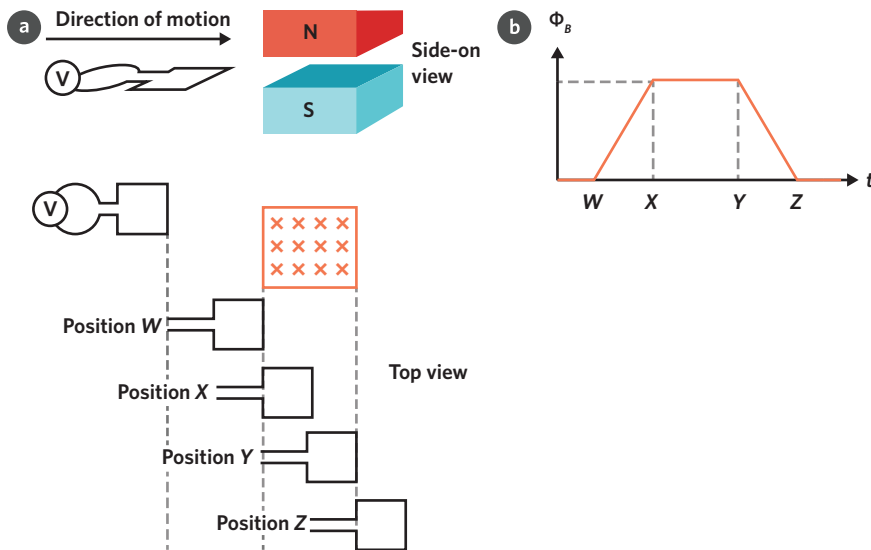 a
Direction of motion
N
Side-on
view
V
S
V
× × × ×
× × × ×
× × × ×
Position W
Position X
Top view
Position Y
Position Z
b
Φ_B
t
W X Y Z